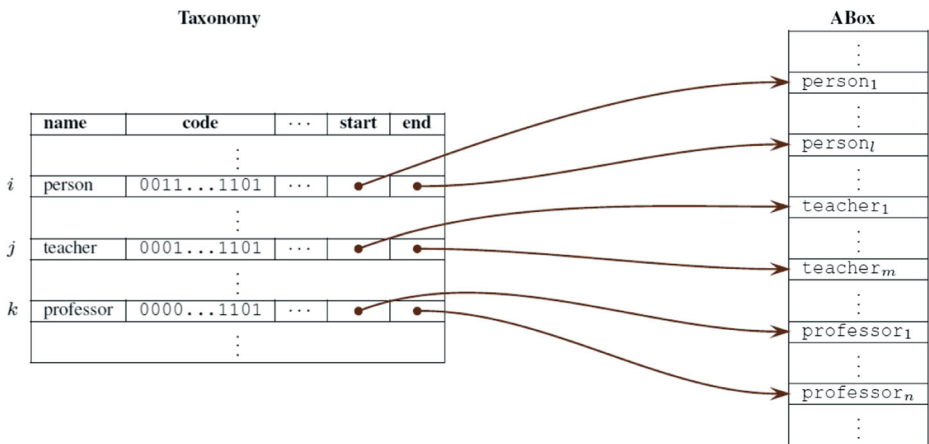 Taxonomy
ABox
name code ··· start end
i person 0011...1101 ···
j teacher 0001...1101 ···
k professor 0000...1101 ···
person₁
personₗ
teacher₁
teacherₘ
professor₁
professorₙ